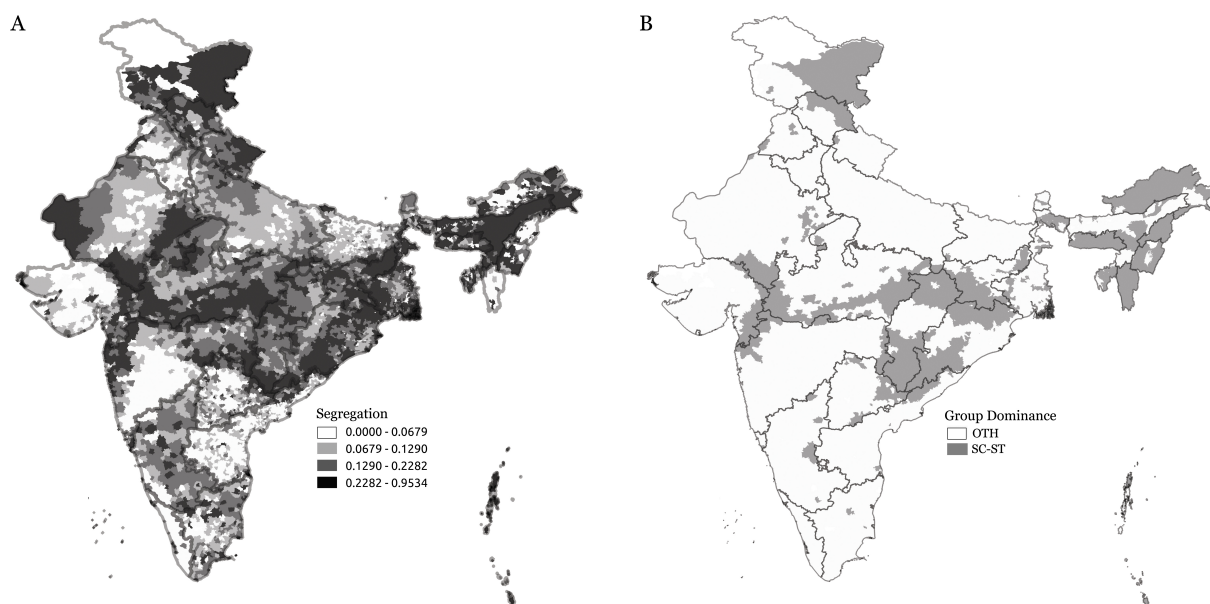 A
B
Segregation
0.0000 - 0.0679
0.0679 - 0.1290
0.1290 - 0.2282
0.2282 - 0.9534
Group Dominance
OTH
SC-ST